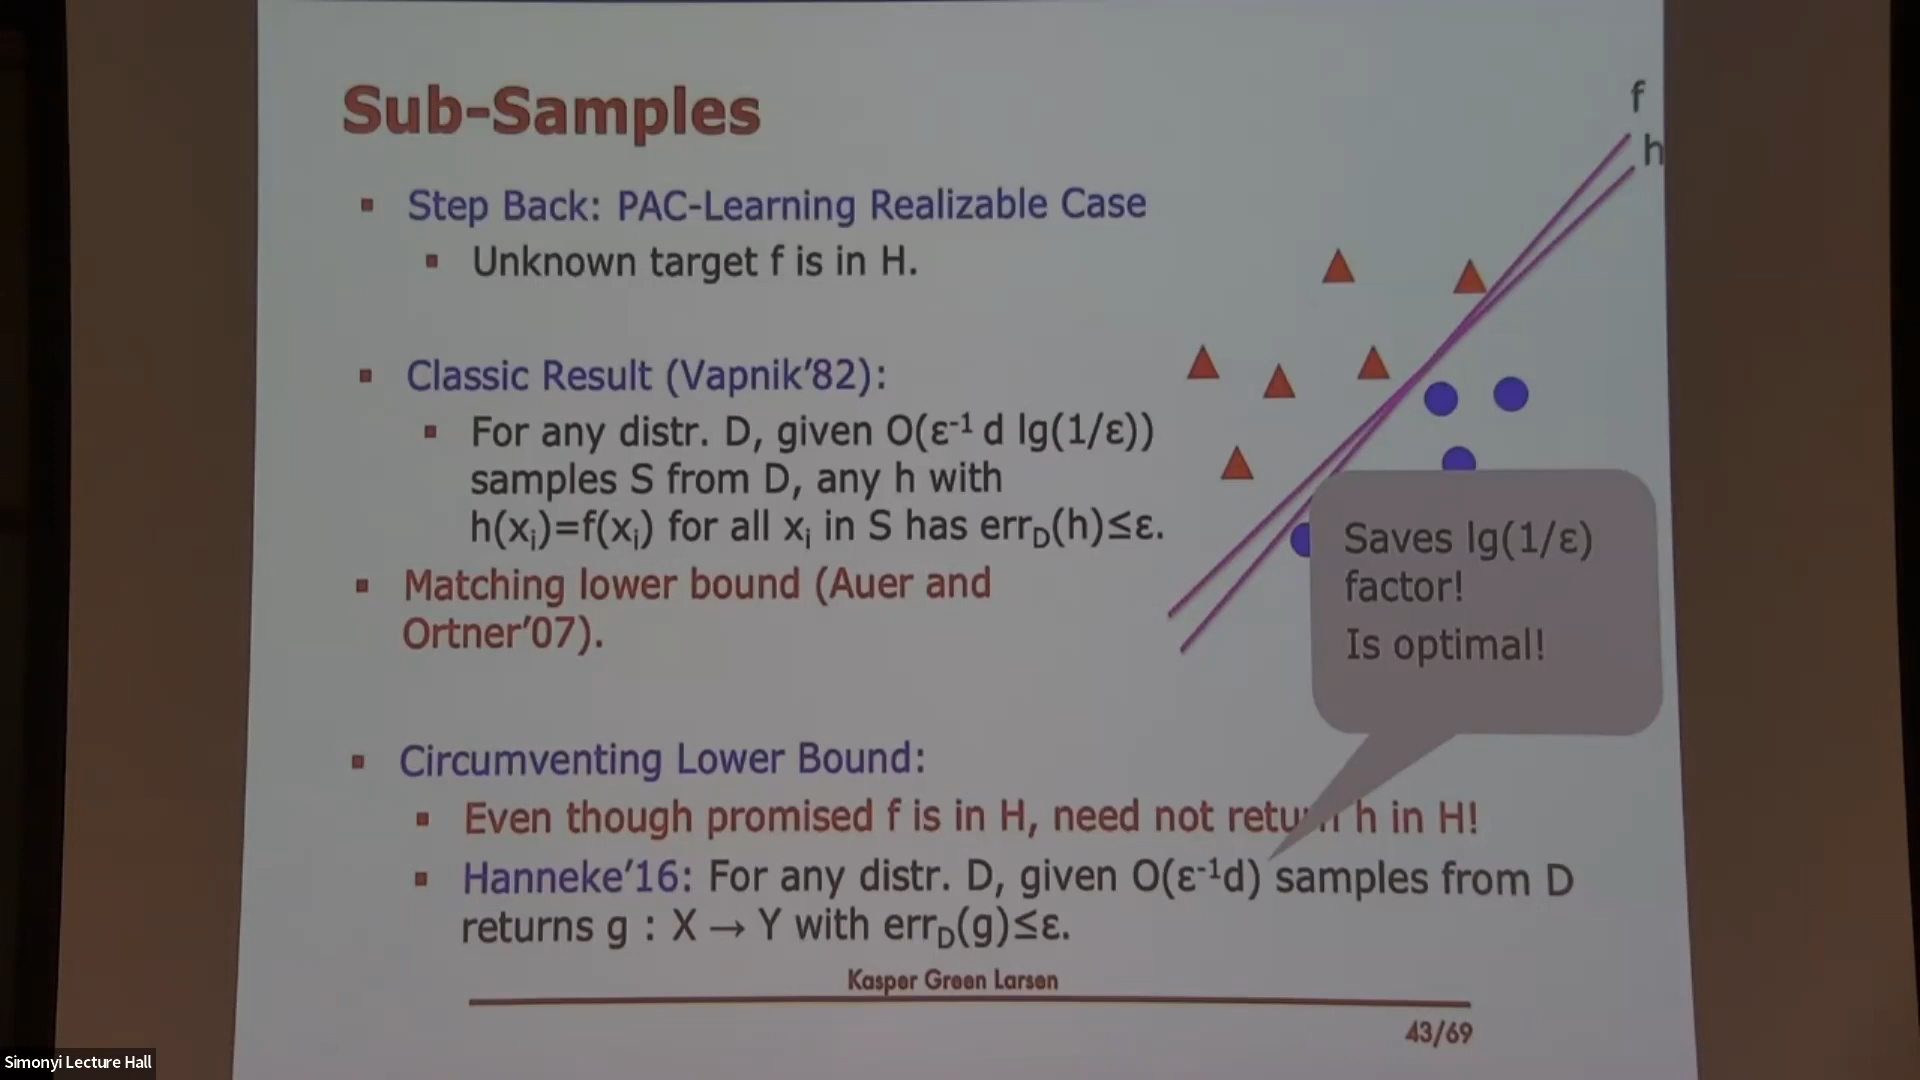 Sub-Samples
f
h
▪ Step Back: PAC-Learning Realizable Case
▪ Unknown target f is in H.
▪ Classic Result (Vapnik’82):
▪ For any distr. D, given O(ε⁻¹ d lg(1/ε))
samples S from D, any h with
h(xᵢ)=f(xᵢ) for all xᵢ in S has err_D(h)≤ε.
▪ Matching lower bound (Auer and
Ortner’07).
Saves lg(1/ε)
factor!
Is optimal!
▪ Circumventing Lower Bound:
▪ Even though promised f is in H, need not return h in H!
▪ Hanneke’16: For any distr. D, given O(ε⁻¹d) samples from D
returns g : X → Y with err_D(g)≤ε.
Kasper Green Larsen
43/69
Simonyi Lecture Hall